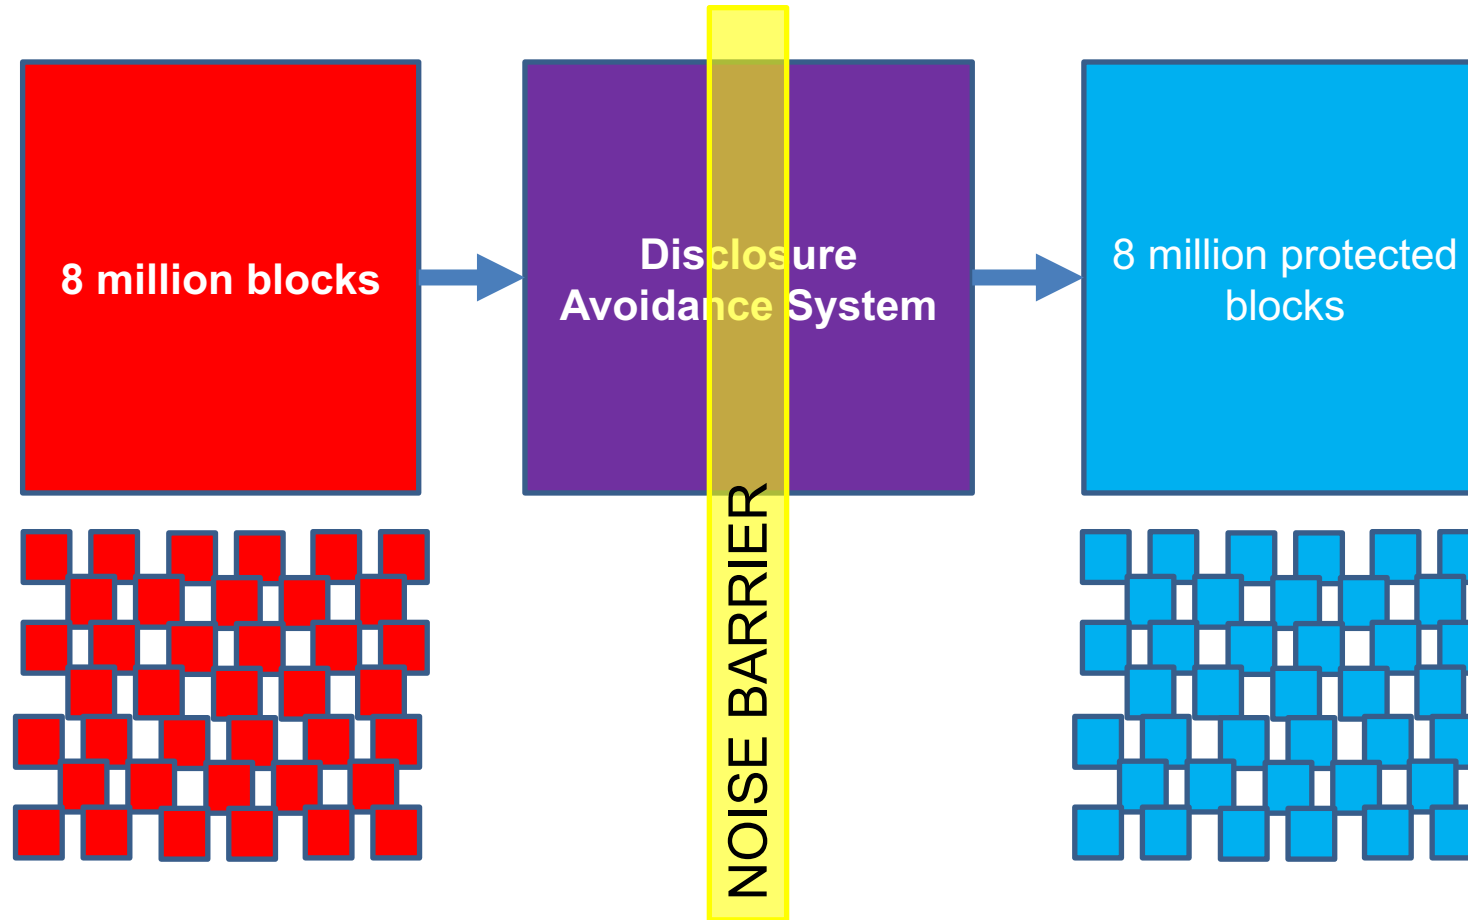 8 million blocks
Disclosure
Avoidance System
8 million protected
blocks
NOISE BARRIER